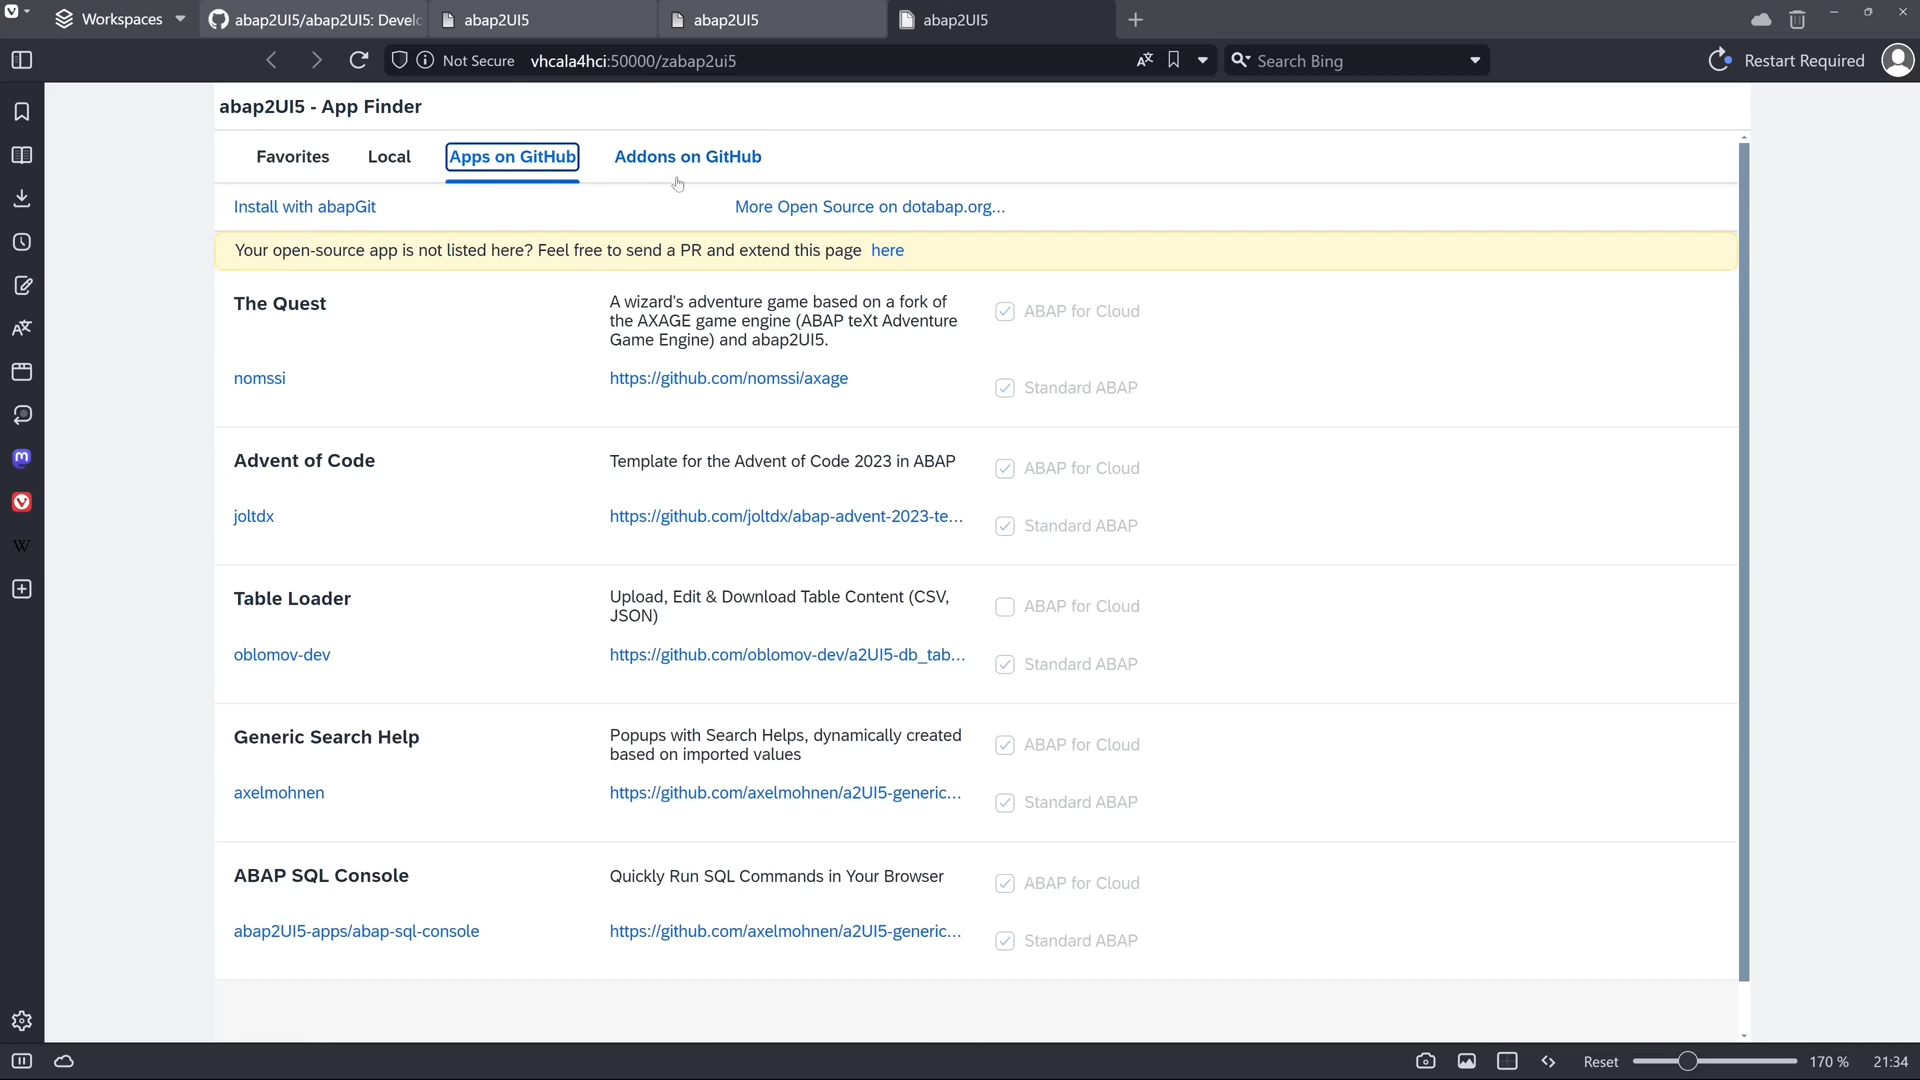 Workspaces
abap2UI5/abap2UI5: Develo
abap2UI5
abap2UI5
abap2UI5
Not Secure
vhcala4hci:50000/zabap2ui5
Search Bing
Restart Required
abap2UI5 - App Finder
Favorites
Local
Apps on GitHub
Addons on GitHub
Install with abapGit
More Open Source on dotabap.org...
Your open-source app is not listed here? Feel free to send a PR and extend this page here
The Quest
A wizard's adventure game based on a fork of
the AXAGE game engine (ABAP teXt Adventure
Game Engine) and abap2UI5.
ABAP for Cloud
nomssi
https://github.com/nomssi/axage
Standard ABAP
Advent of Code
Template for the Advent of Code 2023 in ABAP
ABAP for Cloud
joltdx
https://github.com/joltdx/abap-advent-2023-te...
Standard ABAP
Table Loader
Upload, Edit & Download Table Content (CSV,
JSON)
ABAP for Cloud
oblomov-dev
https://github.com/oblomov-dev/a2UI5-db_tab...
Standard ABAP
Generic Search Help
Popups with Search Helps, dynamically created
based on imported values
ABAP for Cloud
axelmohnen
https://github.com/axelmohnen/a2UI5-generic...
Standard ABAP
ABAP SQL Console
Quickly Run SQL Commands in Your Browser
ABAP for Cloud
abap2UI5-apps/abap-sql-console
https://github.com/axelmohnen/a2UI5-generic...
Standard ABAP
Reset
170 %
21:34